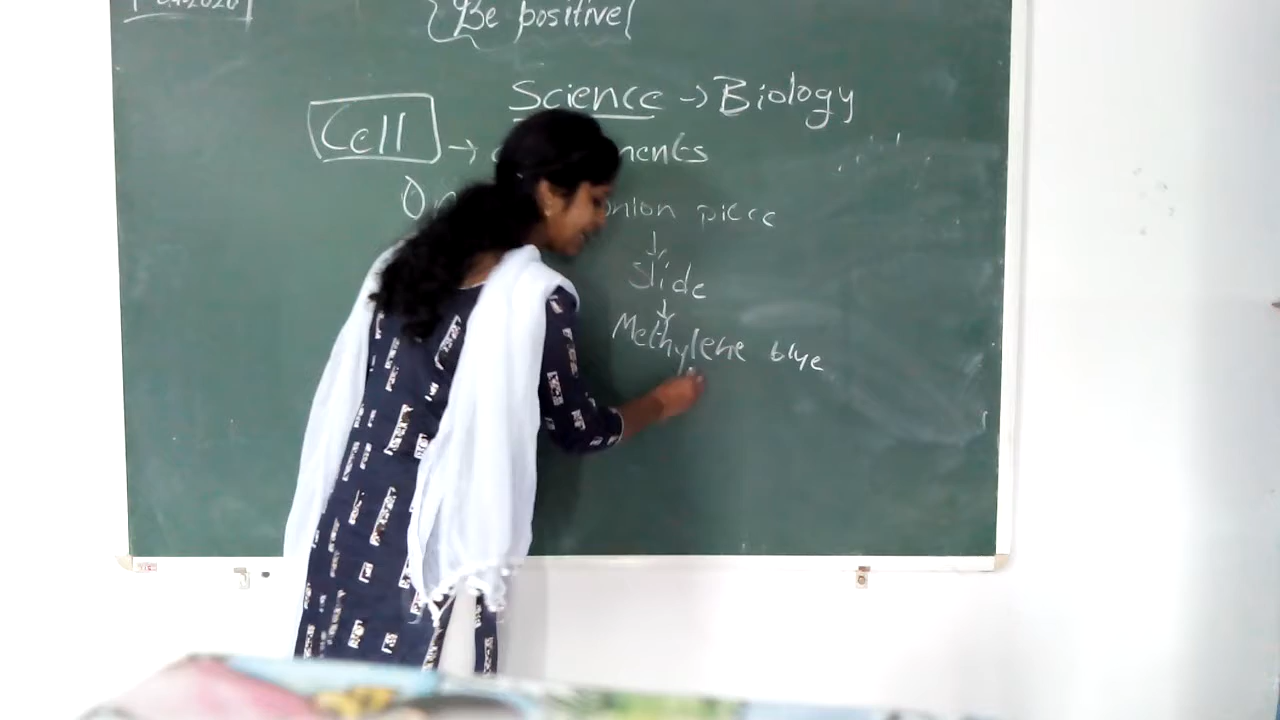 Be positive
Science → Biology
Cell →
onion piece
↓
Slide
↓
Methylene blue